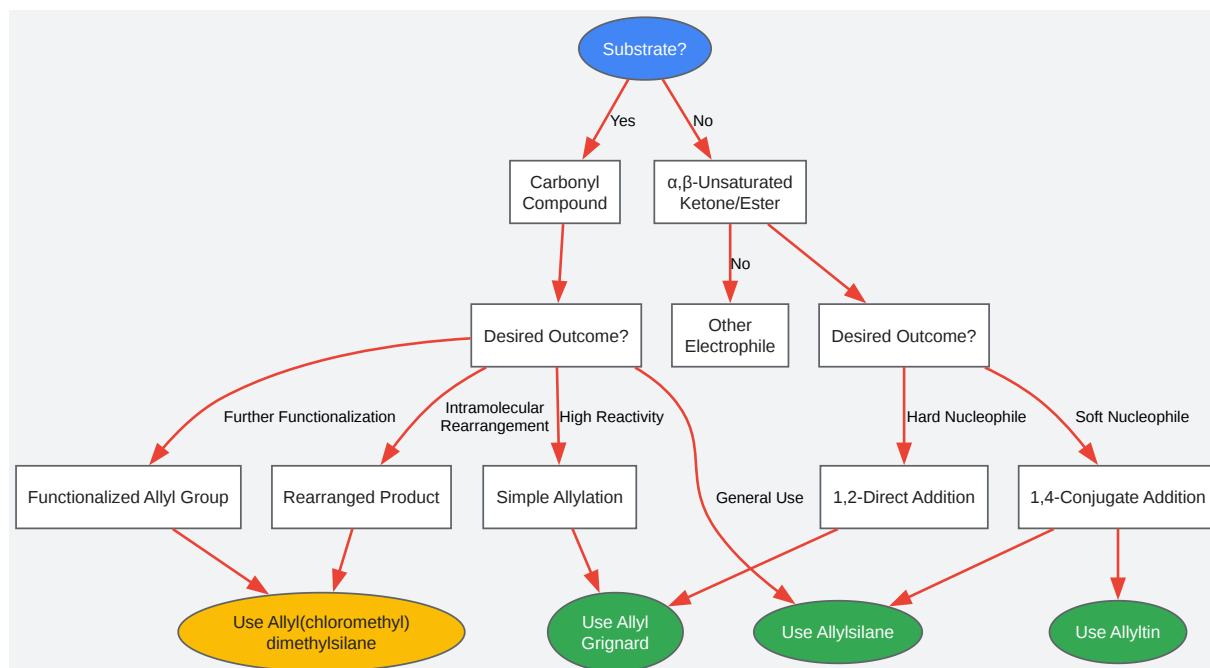 Substrate?
Yes
No
Carbonyl
Compound
α,β-Unsaturated
Ketone/Ester
No
Desired Outcome?
Other
Electrophile
Desired Outcome?
Further Functionalization
Intramolecular
Rearrangement
High Reactivity
Hard Nucleophile
Soft Nucleophile
Functionalized Allyl Group
Rearranged Product
Simple Allylation
General Use
1,2-Direct Addition
1,4-Conjugate Addition
Use Allyl(chloromethyl)
dimethylsilane
Use Allyl
Grignard
Use Allylsilane
Use Allyltin